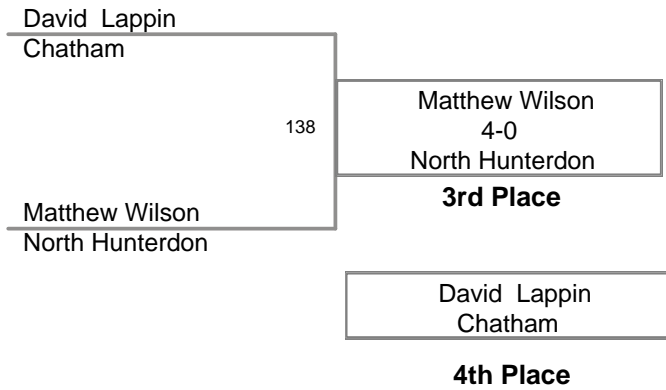 David  Lappin
Chatham
138
Matthew Wilson
4-0
North Hunterdon
3rd Place
Matthew Wilson
North Hunterdon
David  Lappin
Chatham
4th Place